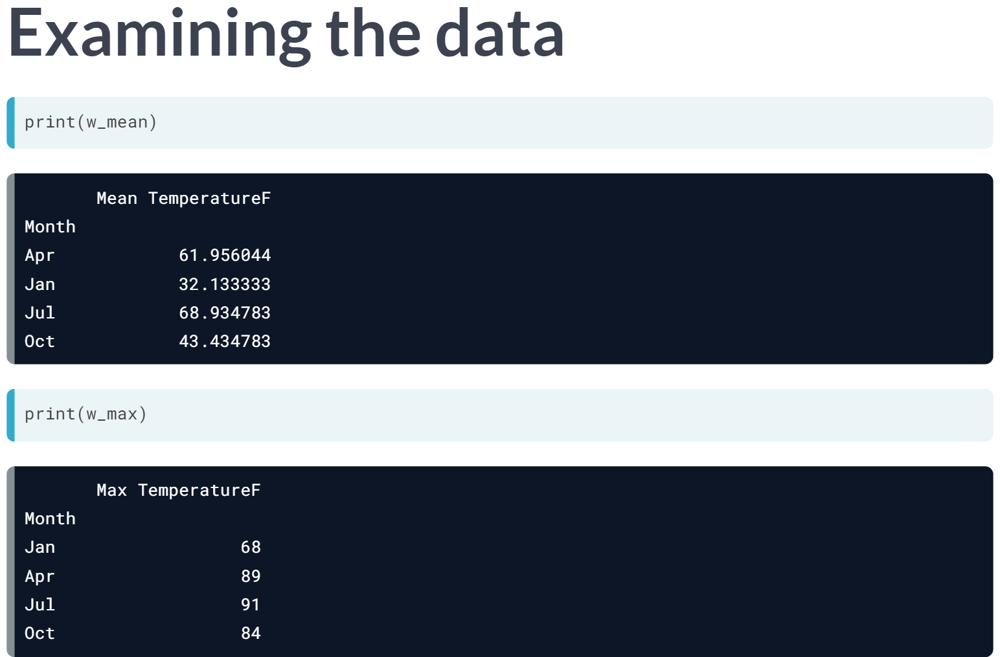 Examining the data
print(w_mean)
Mean TemperatureF
Month
Apr 61.956044
Jan 32.133333
Jul 68.934783
Oct 43.434783
print(w_max)
Max TemperatureF
Month
Jan 68
Apr 89
Jul 91
Oct 84